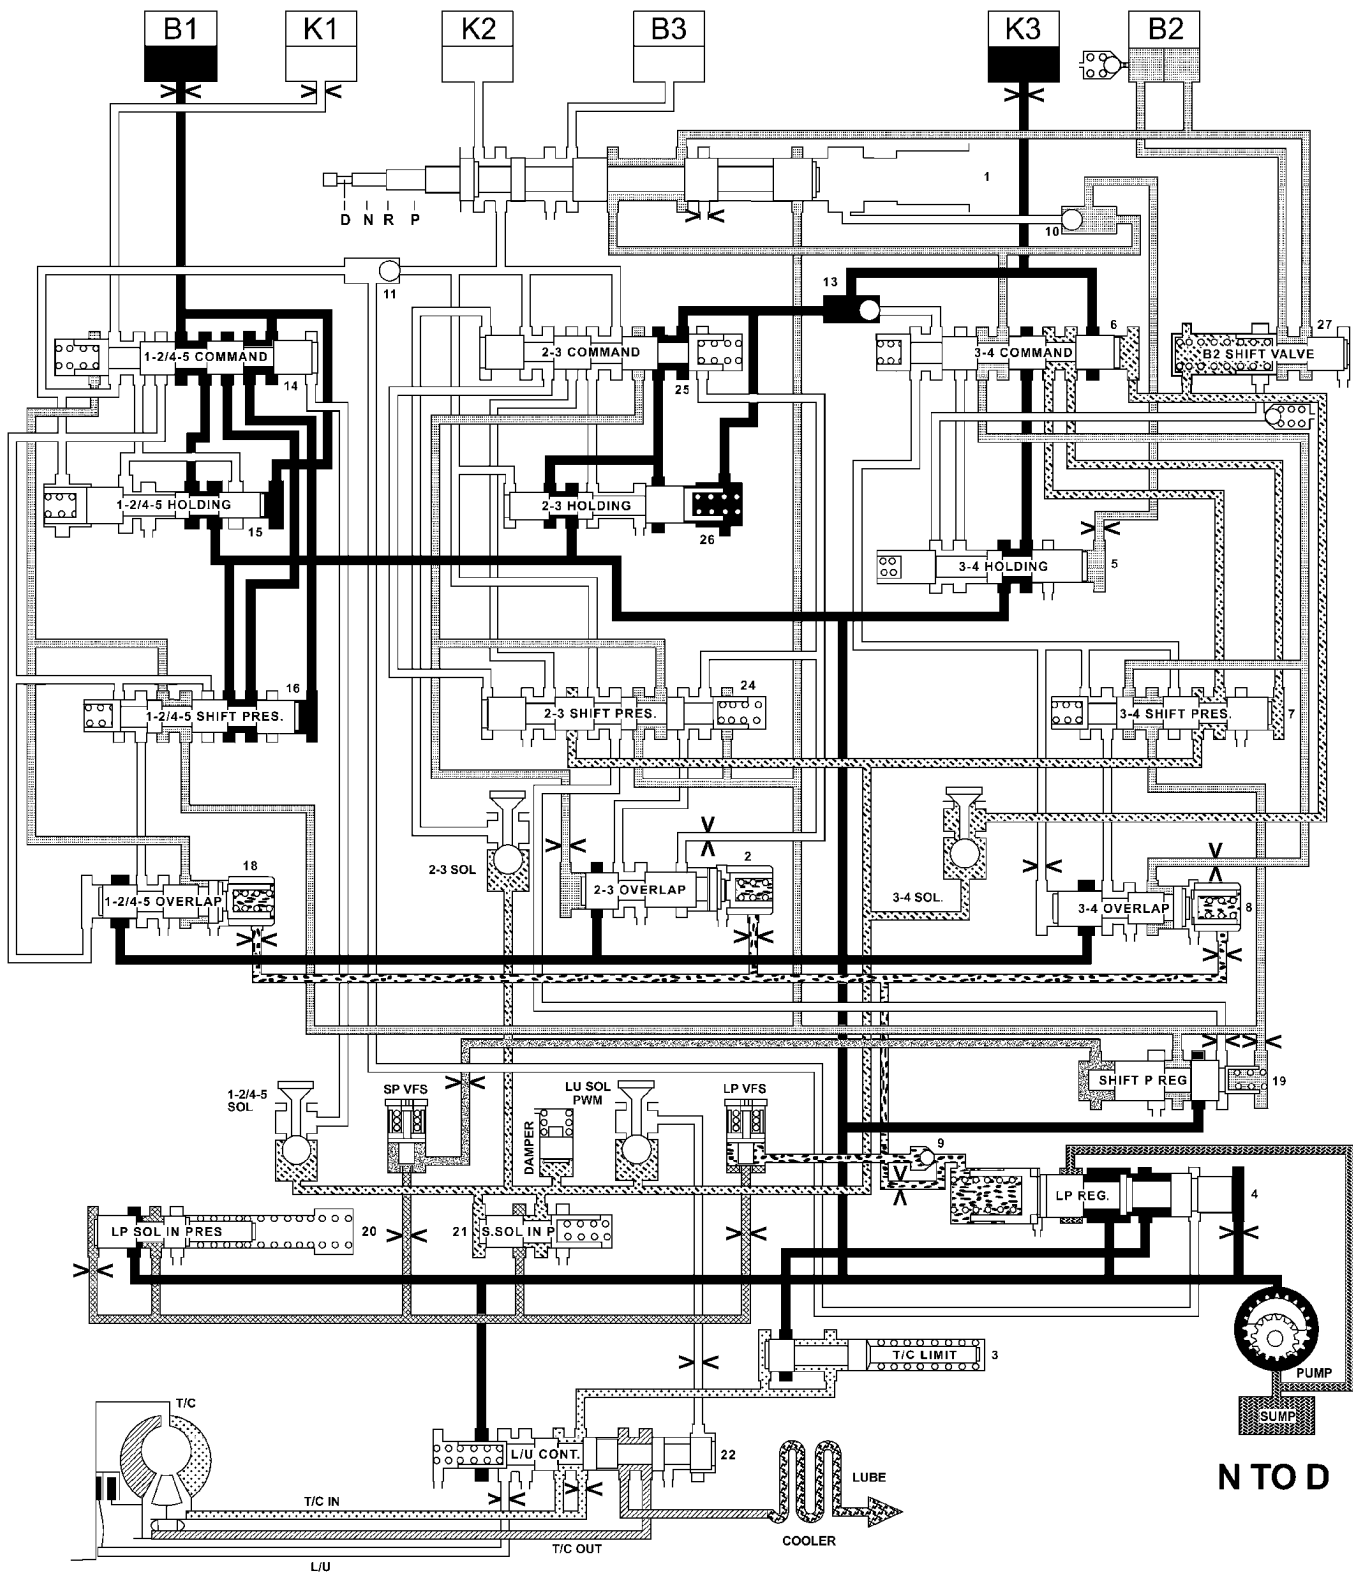 B1
K1
K2
B3
K3
B2
1
D N R P
10
11
13
6
27
1-2/4-5 COMMAND
2-3 COMMAND
3-4 COMMAND
B2 SHIFT VALVE
14
25
1-2/4-5 HOLDING
2-3 HOLDING
15
26
3-4 HOLDING
5
16
24
1-2/4-5 SHIFT PRES.
2-3 SHIFT PRES.
3-4 SHIFT PRES.
7
18
2
2-3 SOL
3-4 SOL.
1-2/4-5 OVERLAP
2-3 OVERLAP
3-4 OVERLAP
8
SHIFT P REG
19
1-2/4-5
SOL
SP VFS
LU SOL
PWM
LP VFS
DAMPER
9
LP REG.
4
LP SOL IN PRES
20
21
S.SOL IN P
T/C LIMIT
3
PUMP
SUMP
T/C
L/U CONT.
22
LUBE
N TO D
T/C IN
COOLER
T/C OUT
L/U